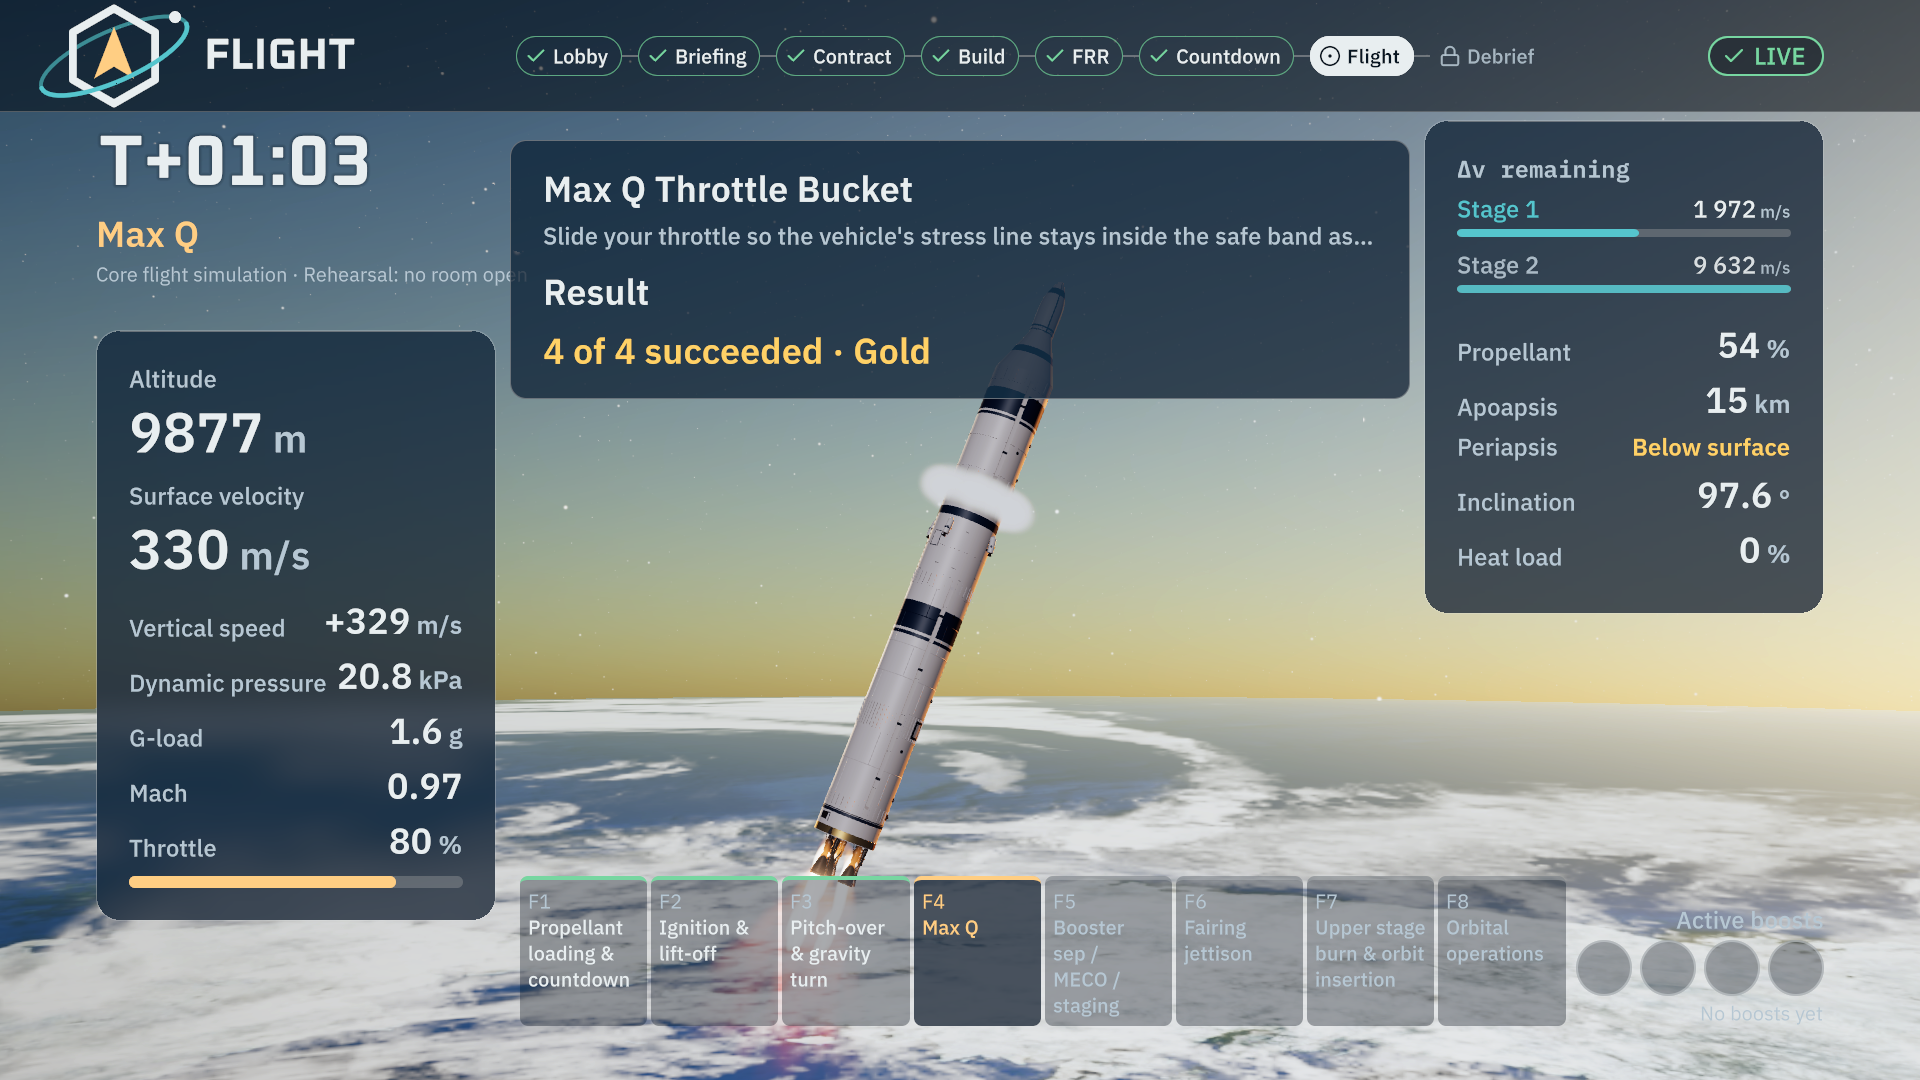 FLIGHT
Lobby
Briefing
Contract
Build
FRR
Countdown
Flight
Debrief
LIVE
T+01:03
Max Q
Core flight simulation · Rehearsal: no room open
Altitude
9877 m
Surface velocity
330 m/s
Vertical speed +329 m/s
Dynamic pressure 20.8 kPa
G-load 1.6 g
Mach 0.97
Throttle 80 %
Max Q Throttle Bucket
Slide your throttle so the vehicle's stress line stays inside the safe band as...
Result
4 of 4 succeeded · Gold
Δv remaining
Stage 1 1 972 m/s
Stage 2 9 632 m/s
Propellant 54 %
Apoapsis 15 km
Periapsis Below surface
Inclination 97.6 °
Heat load 0 %
F1
Propellant
loading &
countdown
F2
Ignition &
lift-off
F3
Pitch-over
& gravity
turn
F4
Max Q
F5
Booster
sep /
MECO /
staging
F6
Fairing
jettison
F7
Upper stage
burn & orbit
insertion
F8
Orbital
operations
Active boosts
No boosts yet